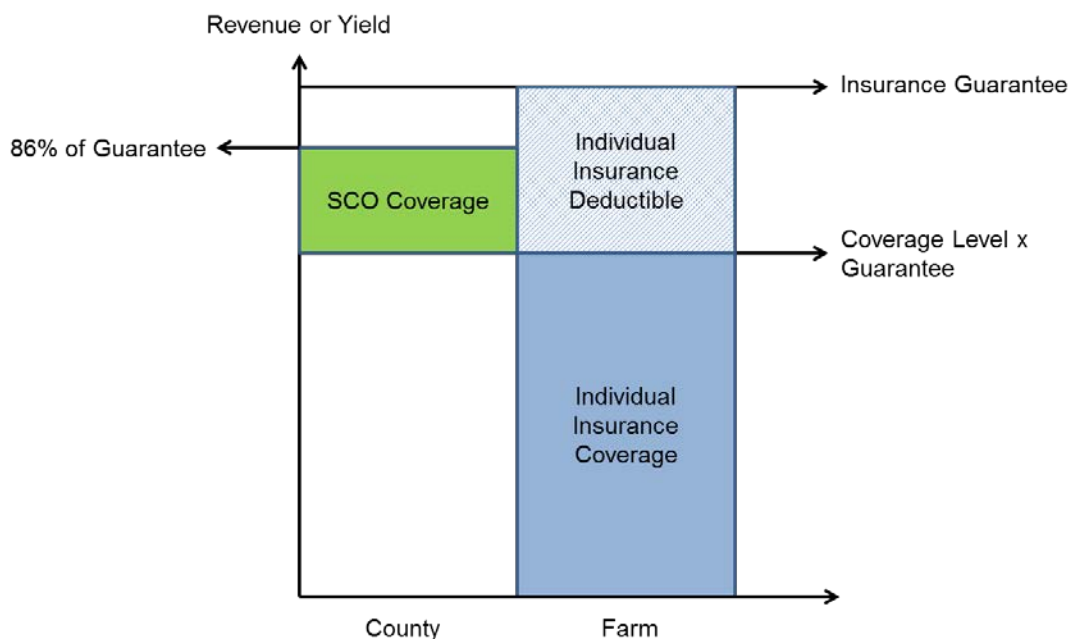 Revenue or Yield
Insurance Guarantee
86% of Guarantee
Individual
Insurance
Deductible
SCO Coverage
Coverage Level x
Guarantee
Individual
Insurance
Coverage
County
Farm